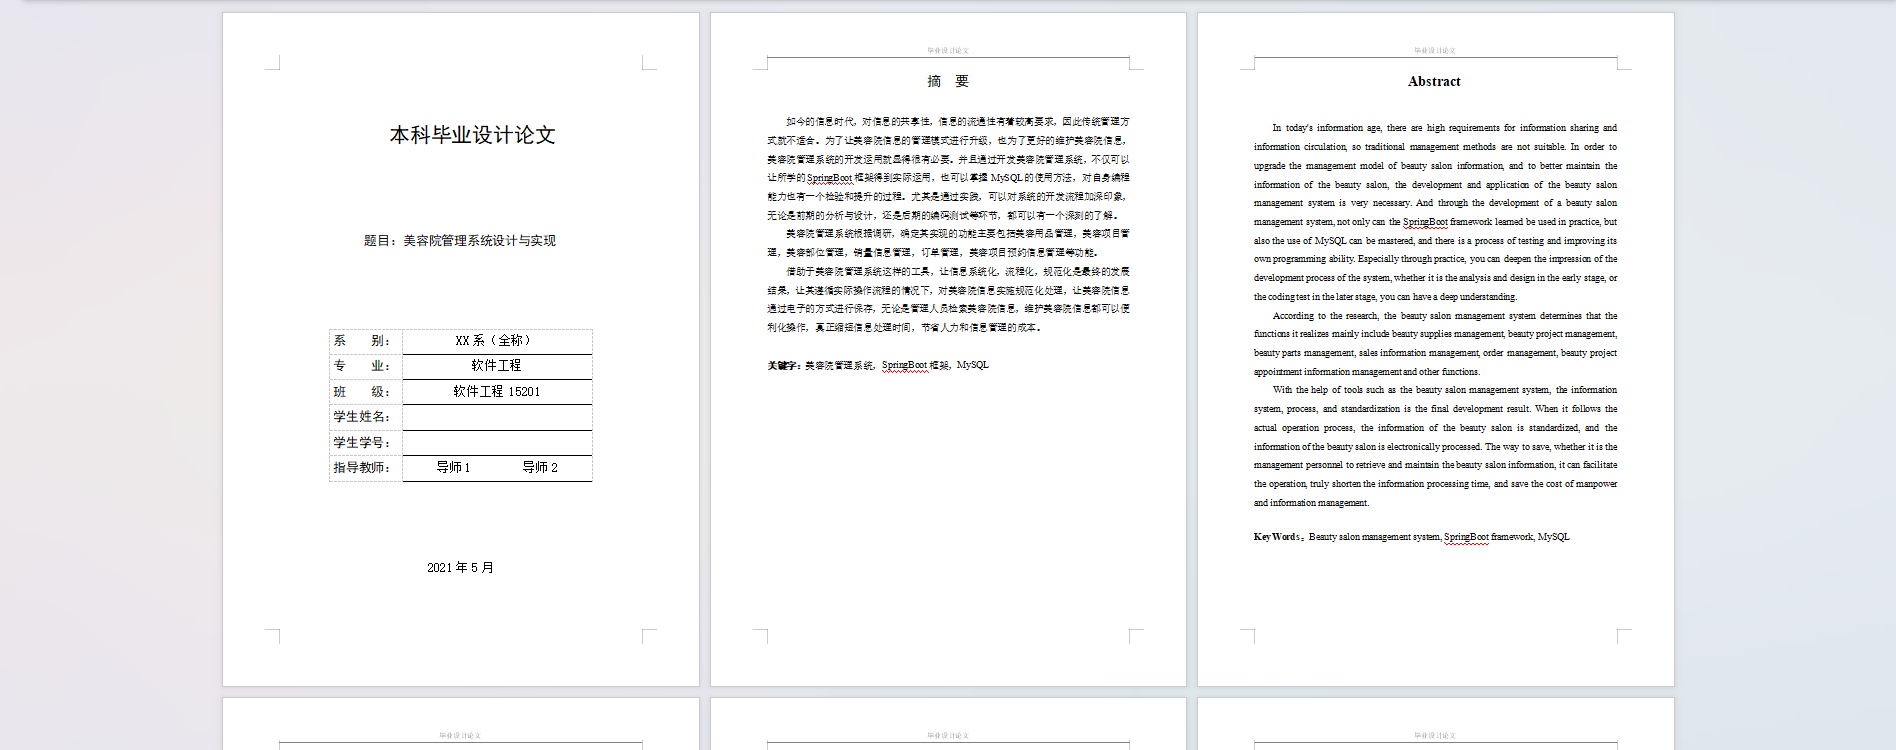 本科毕业设计论文
题目：美容院管理系统设计与实现
系 别： XX 系（全称）
专 业： 软件工程
班 级： 软件工程 15201
学生姓名：
学生学号：
指导教师： 导师 1 导师 2
2021 年 5 月
毕业设计论文
摘 要
如今的信息时代，对信息的共享性，信息的流通性有着较高要求，因此传统管理方
式就不适合。为了让美容院信息的管理模式进行升级，也为了更好的维护美容院信息，
美容院管理系统的开发运用就显得很有必要。并且通过开发美容院管理系统，不仅可以
让所学的 SpringBoot 框架得到实际运用，也可以掌握 MySQL 的使用方法，对自身编程
能力也有一个检验和提升的过程。尤其是通过实践，可以对系统的开发流程加深印象，
无论是前期的分析与设计，还是后期的编码测试等环节，都可以有一个深刻的了解。
美容院管理系统根据调研，确定其实现的功能主要包括美容用品管理，美容项目管
理，美容部位管理，销量信息管理，订单管理，美容项目预约信息管理等功能。
借助于美容院管理系统这样的工具，让信息系统化，流程化，规范化是最终的发展
结果，让其遵循实际操作流程的情况下，对美容院信息实施规范化处理，让美容院信息
通过电子的方式进行保存，无论是管理人员检索美容院信息，维护美容院信息都可以便
利化操作，真正缩短信息处理时间，节省人力和信息管理的成本。
关键字：美容院管理系统，SpringBoot 框架，MySQL
毕业设计论文
Abstract
In today's information age, there are high requirements for information sharing and
information circulation, so traditional management methods are not suitable. In order to
upgrade the management model of beauty salon information, and to better maintain the
information of the beauty salon, the development and application of the beauty salon
management system is very necessary. And through the development of a beauty salon
management system, not only can the SpringBoot framework learned be used in practice, but
also the use of MySQL can be mastered, and there is a process of testing and improving its
own programming ability. Especially through practice, you can deepen the impression of the
development process of the system, whether it is the analysis and design in the early stage, or
the coding test in the later stage, you can have a deep understanding.
According to the research, the beauty salon management system determines that the
functions it realizes mainly include beauty supplies management, beauty project management,
beauty parts management, sales information management, order management, beauty project
appointment information management and other functions.
With the help of tools such as the beauty salon management system, the information
system, process, and standardization is the final development result. When it follows the
actual operation process, the information of the beauty salon is standardized, and the
information of the beauty salon is electronically processed. The way to save, whether it is the
management personnel to retrieve and maintain the beauty salon information, it can facilitate
the operation, truly shorten the information processing time, and save the cost of manpower
and information management.
Key Words。Beauty salon management system, SpringBoot framework, MySQL
毕业设计论文
毕业设计论文
毕业设计论文